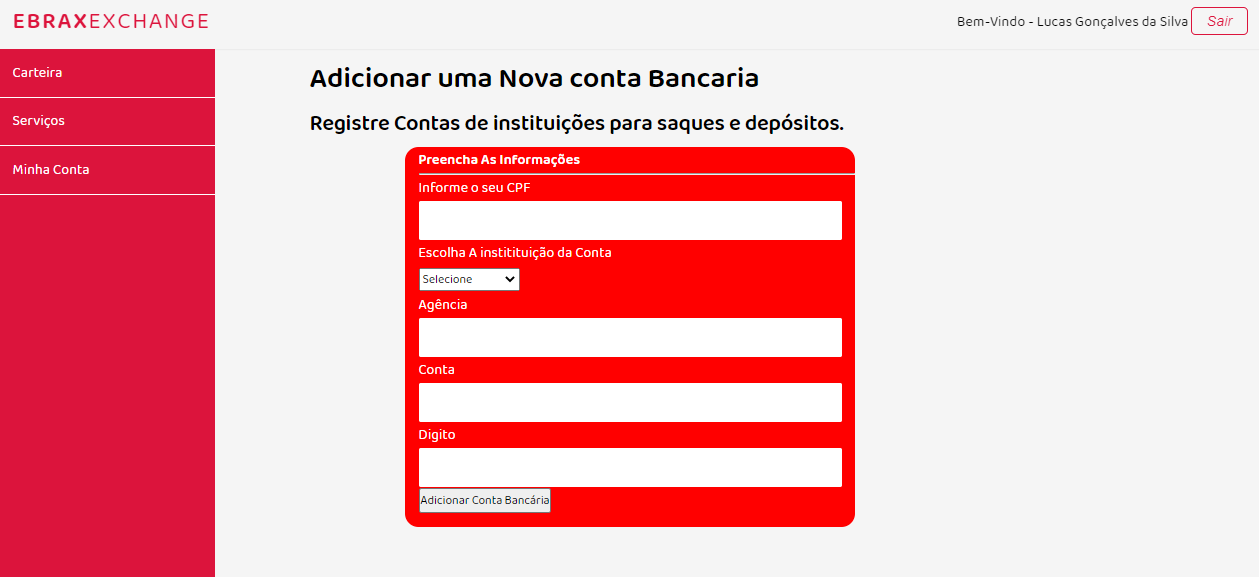 EBRAXEXCHANGE
Bem-Vindo - Lucas Gonçalves da Silva Sair
Carteira
Serviços
Minha Conta
Adicionar uma Nova conta Bancaria
Registre Contas de instituições para saques e depósitos.
Preencha As Informações
Informe o seu CPF
Escolha A instítituição da Conta
Selecione
Agência
Conta
Digito
Adicionar Conta Bancária